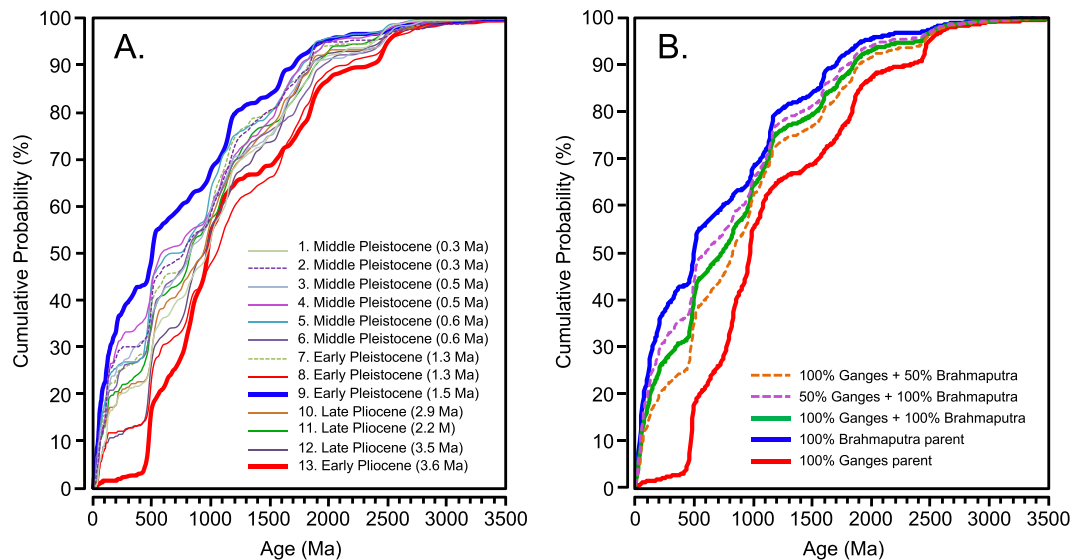 A.
Cumulative Probability (%)
100
90
80
70
60
50
40
30
20
10
0
1. Middle Pleistocene (0.3 Ma)
2. Middle Pleistocene (0.3 Ma)
3. Middle Pleistocene (0.5 Ma)
4. Middle Pleistocene (0.5 Ma)
5. Middle Pleistocene (0.6 Ma)
6. Middle Pleistocene (0.6 Ma)
7. Early Pleistocene (1.3 Ma)
8. Early Pleistocene (1.3 Ma)
9. Early Pleistocene (1.5 Ma)
10. Late Pliocene (2.9 Ma)
11. Late Pliocene (2.2 M)
12. Late Pliocene (3.5 Ma)
13. Early Pliocene (3.6 Ma)
0 500 1000 1500 2000 2500 3000 3500
Age (Ma)
B.
Cumulative Probability (%)
100
90
80
70
60
50
40
30
20
10
0
100% Ganges + 50% Brahmaputra
50% Ganges + 100% Brahmaputra
100% Ganges + 100% Brahmaputra
100% Brahmaputra parent
100% Ganges parent
0 500 1000 1500 2000 2500 3000 3500
Age (Ma)